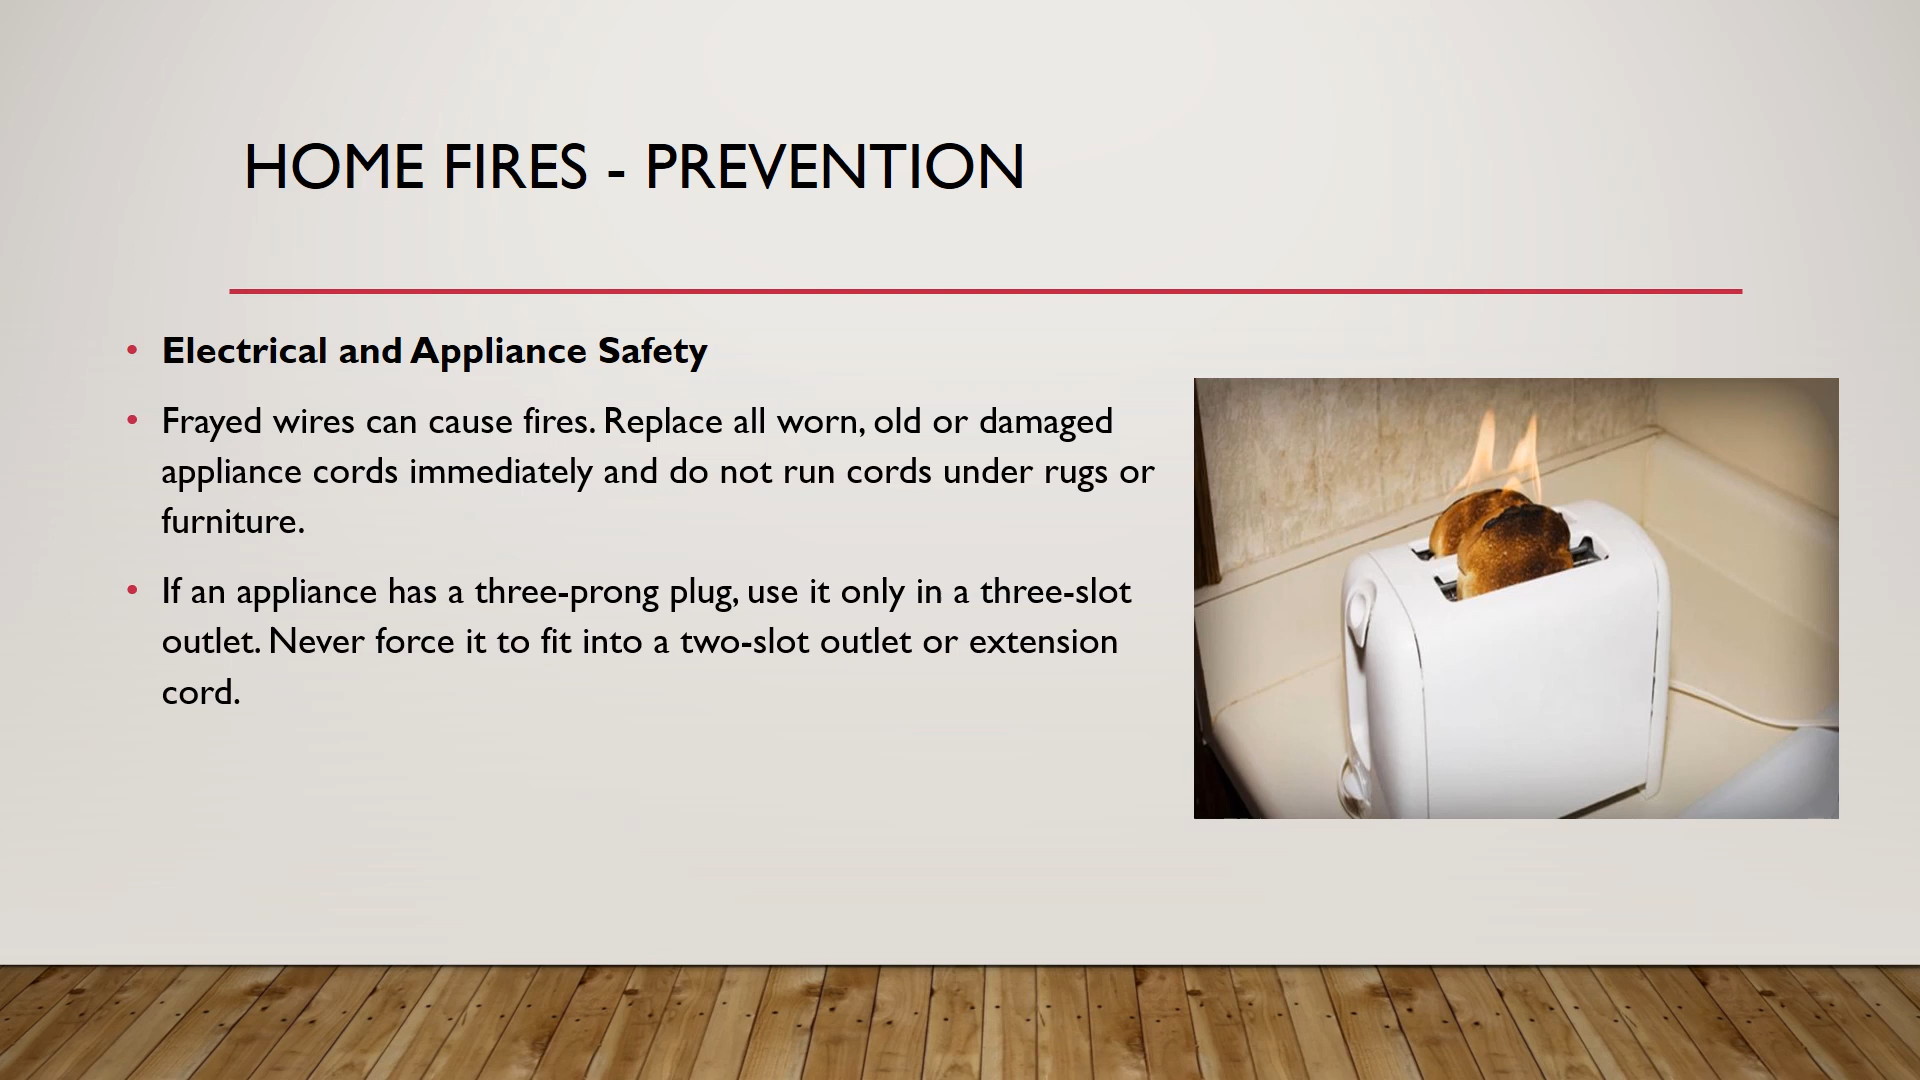 HOME FIRES - PREVENTION
• Electrical and Appliance Safety
• Frayed wires can cause fires. Replace all worn, old or damaged
appliance cords immediately and do not run cords under rugs or
furniture.
• If an appliance has a three-prong plug, use it only in a three-slot
outlet. Never force it to fit into a two-slot outlet or extension
cord.